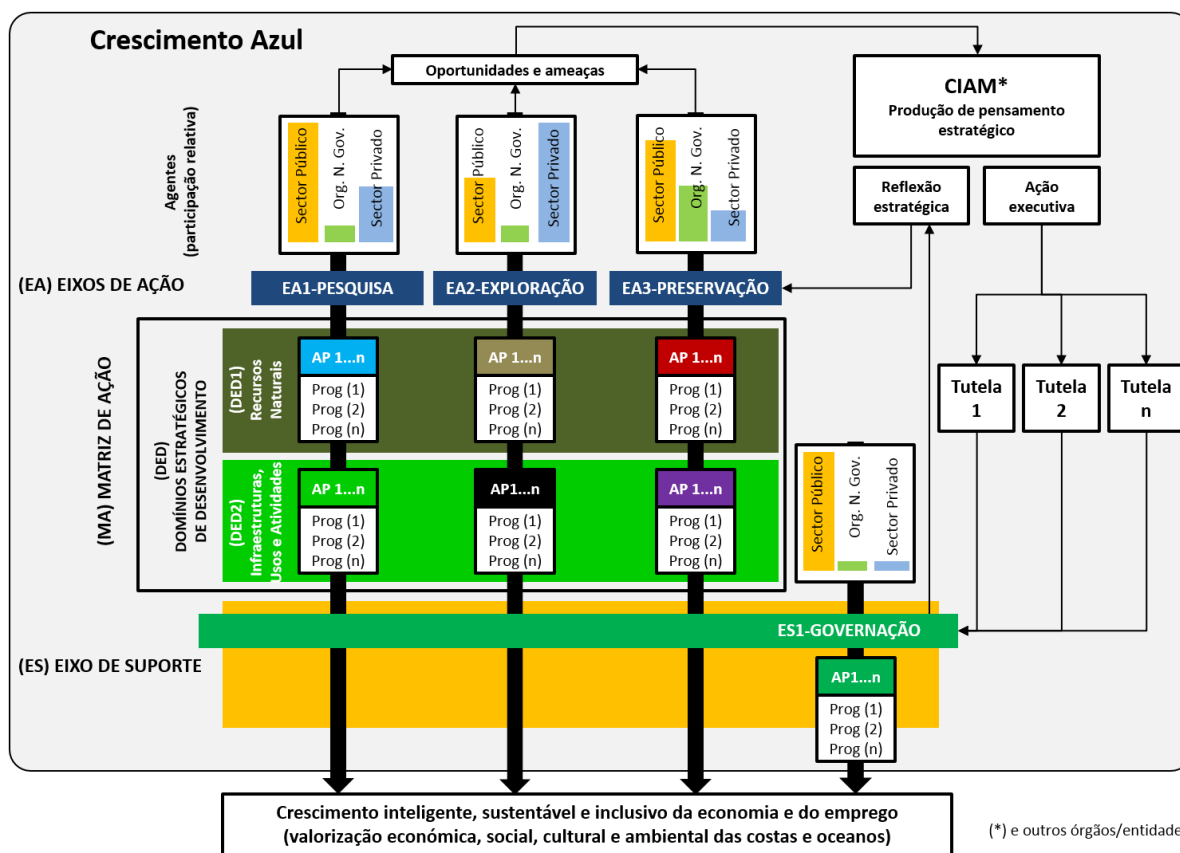 Crescimento Azul
Oportunidades e ameaças
CIAM*
Produção de pensamento
estratégico
Agentes
(participação relativa)
Sector Público
Org. N. Gov.
Sector Privado
Sector Público
Org. N. Gov.
Sector Privado
Sector Público
Org. N. Gov.
Sector Privado
Reflexão
estratégica
Ação
executiva
(EA) EIXOS DE AÇÃO
EA1-PESQUISA
EA2-EXPLORAÇÃO
EA3-PRESERVAÇÃO
(MA) MATRIZ DE AÇÃO
(DED)
DOMÍNIOS ESTRATÉGICOS
DE DESENVOLVIMENTO
(DED1)
Recursos
Naturais
AP 1...n
Prog (1)
Prog (2)
Prog (n)
AP 1...n
Prog (1)
Prog (2)
Prog (n)
AP 1...n
Prog (1)
Prog (2)
Prog (n)
Tutela
1
Tutela
2
Tutela
n
(DED2)
Infraestruturas,
Usos e Atividades
AP 1...n
Prog (1)
Prog (2)
Prog (n)
AP1...n
Prog (1)
Prog (2)
Prog (n)
AP 1...n
Prog (1)
Prog (2)
Prog (n)
Sector Público
Org. N. Gov.
Sector Privado
ES1-GOVERNAÇÃO
(ES) EIXO DE SUPORTE
AP1...n
Prog (1)
Prog (2)
Prog (n)
Crescimento inteligente, sustentável e inclusivo da economia e do emprego
(valorização económica, social, cultural e ambiental das costas e oceanos)
(*) e outros órgãos/entidade